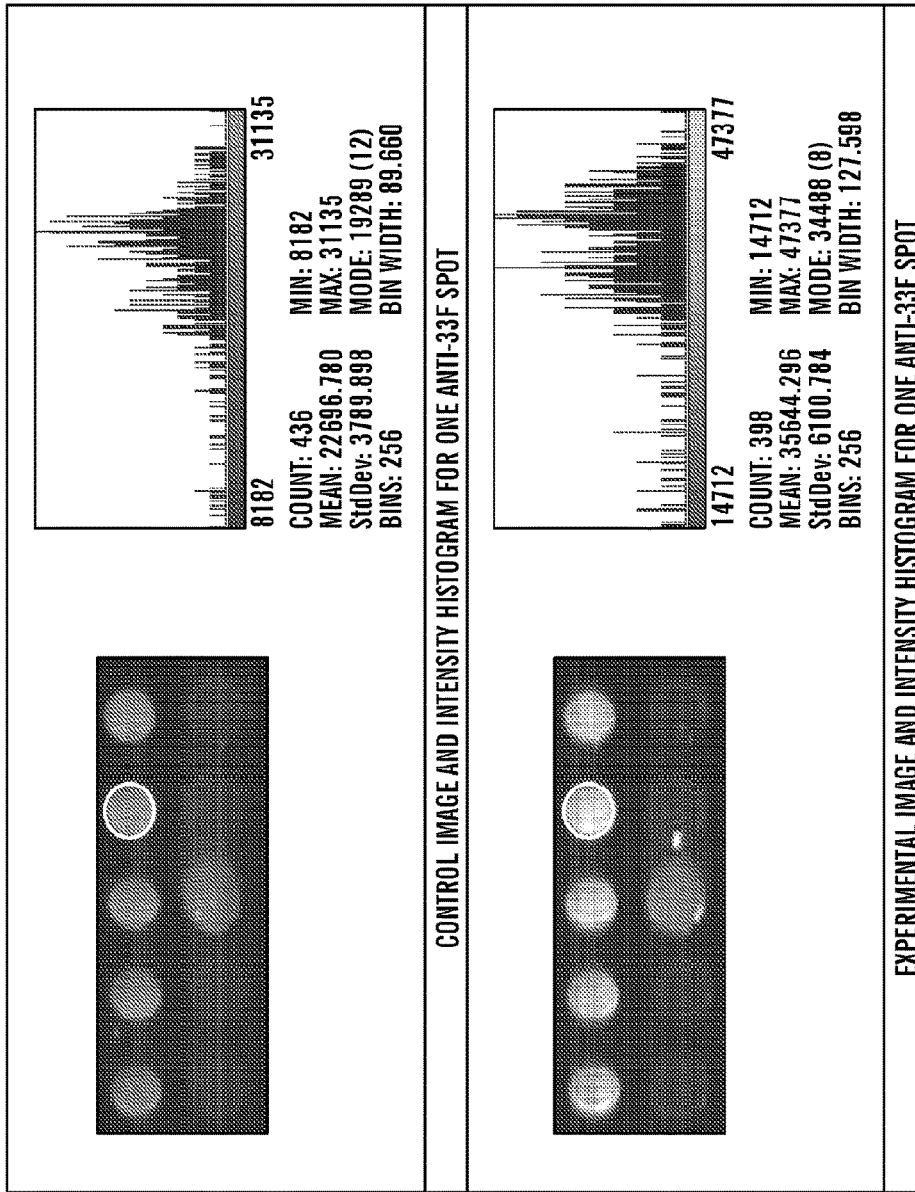 8182
31135
COUNT: 436
MIN: 8182
MEAN: 22696.780
MAX: 31135
StdDev: 3789.898
MODE: 19289 (12)
BINS: 256
BIN WIDTH: 89.660
CONTROL IMAGE AND INTENSITY HISTOGRAM FOR ONE ANTI-33F SPOT
14712
47377
COUNT: 398
MIN: 14712
MEAN: 35644.296
MAX: 47377
StdDev: 6100.784
MODE: 34488 (8)
BINS: 256
BIN WIDTH: 127.598
EXPERIMENTAL IMAGE AND INTENSITY HISTOGRAM FOR ONE ANTI-33F SPOT